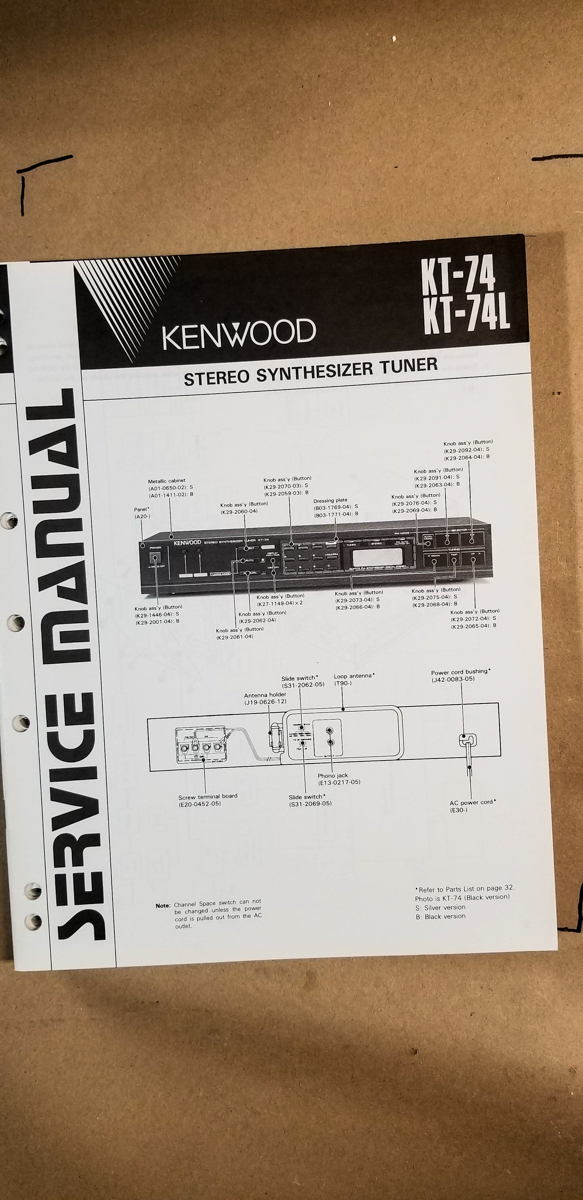 KT-74
KT-74L
KENWOOD
STEREO SYNTHESIZER TUNER
SERVICE MANUAL
Knob ass'y (Button)
(K29-2092-04): S
(K29-2064-04): B
Knob ass'y (Button)
(K29-2091-04): S
(K29-2063-04): B
Metallic cabinet
(A01-0650-02): S
(A01-1411-02): B
Knob ass'y (Button)
(K29-2070-03): S
(K29-2059-03): B
Knob ass'y (Button)
(K29-2060-04)
Dressing plate
(B03-1769-04): S
(B03-1771-04): B
Knob ass'y (Button)
(K29-2076-04): S
(K29-2069-04): B
Panel*
(A20-)
KENWOOD STEREO SYNTHESIZER TUNER KT-74
Knob ass'y (Button)
(K29-1446-04): S
(K29-2001-04): B
Knob ass'y (Button)
(K27-1149-04) × 2
Knob ass'y (Button)
(K29-2062-04)
Knob ass'y (Button)
(K29-2061-04)
Knob ass'y (Button)
(K29-2073-04): S
(K29-2066-04): B
Knob ass'y (Button)
(K29-2075-04): S
(K29-2068-04): B
Knob ass'y (Button)
(K29-2072-04): S
(K29-2065-04): B
Slide switch*
(S31-2062-05)
Loop antenna*
(T90-)
Power cord bushing*
(J42-0083-05)
Antenna holder
(J19-0626-12)
Screw terminal board
(E20-0452-05)
Phono jack
(E13-0217-05)
Slide switch*
(S31-2069-05)
AC power cord*
(E30-)
Note: Channel Space switch can not
be changed unless the power
cord is pulled out from the AC
outlet.
*Refer to Parts List on page 32.
Photo is KT-74 (Black version)
S: Silver version
B: Black version